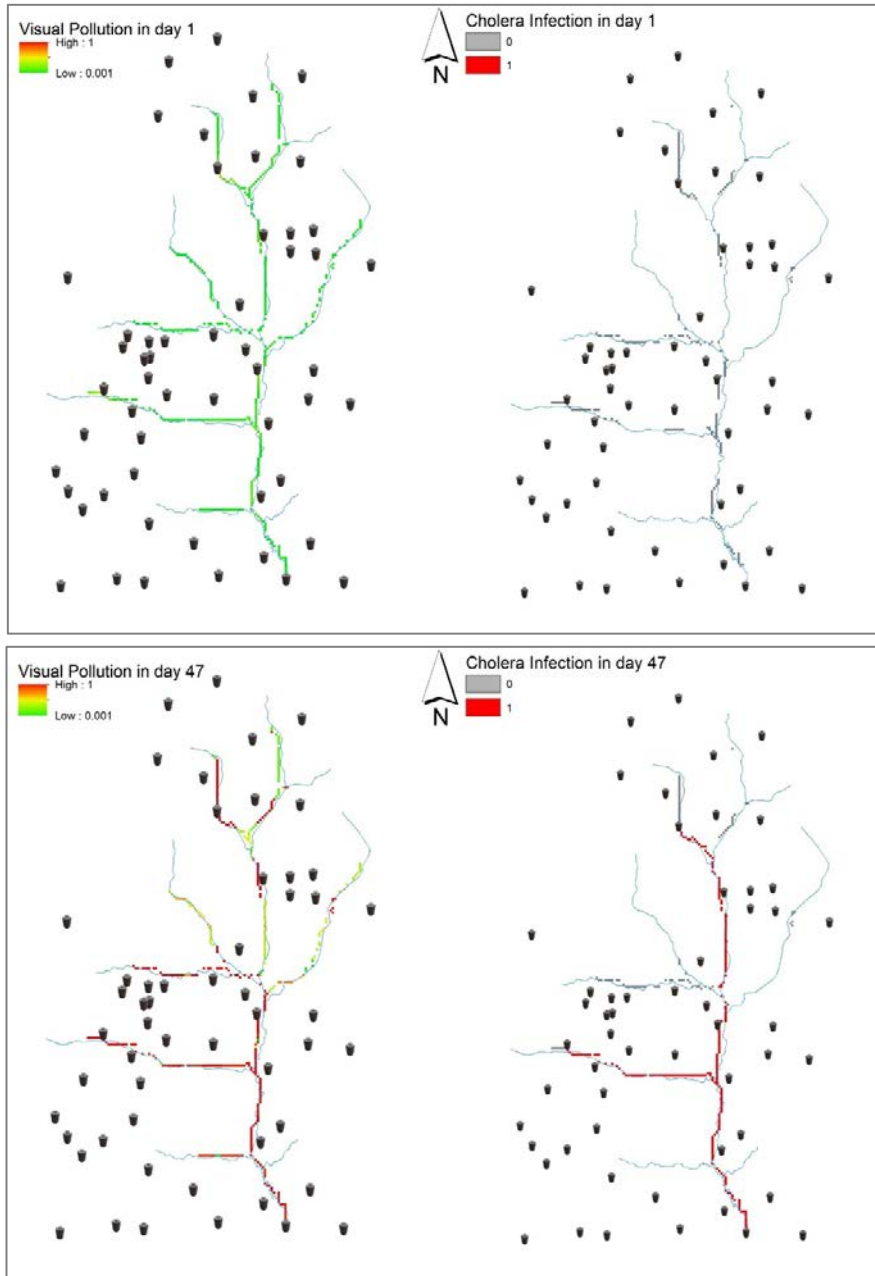 Visual Pollution in day 1
High : 1
Low : 0.001
N
Cholera Infection in day 1
0
1
Visual Pollution in day 47
High : 1
Low : 0.001
N
Cholera Infection in day 47
0
1